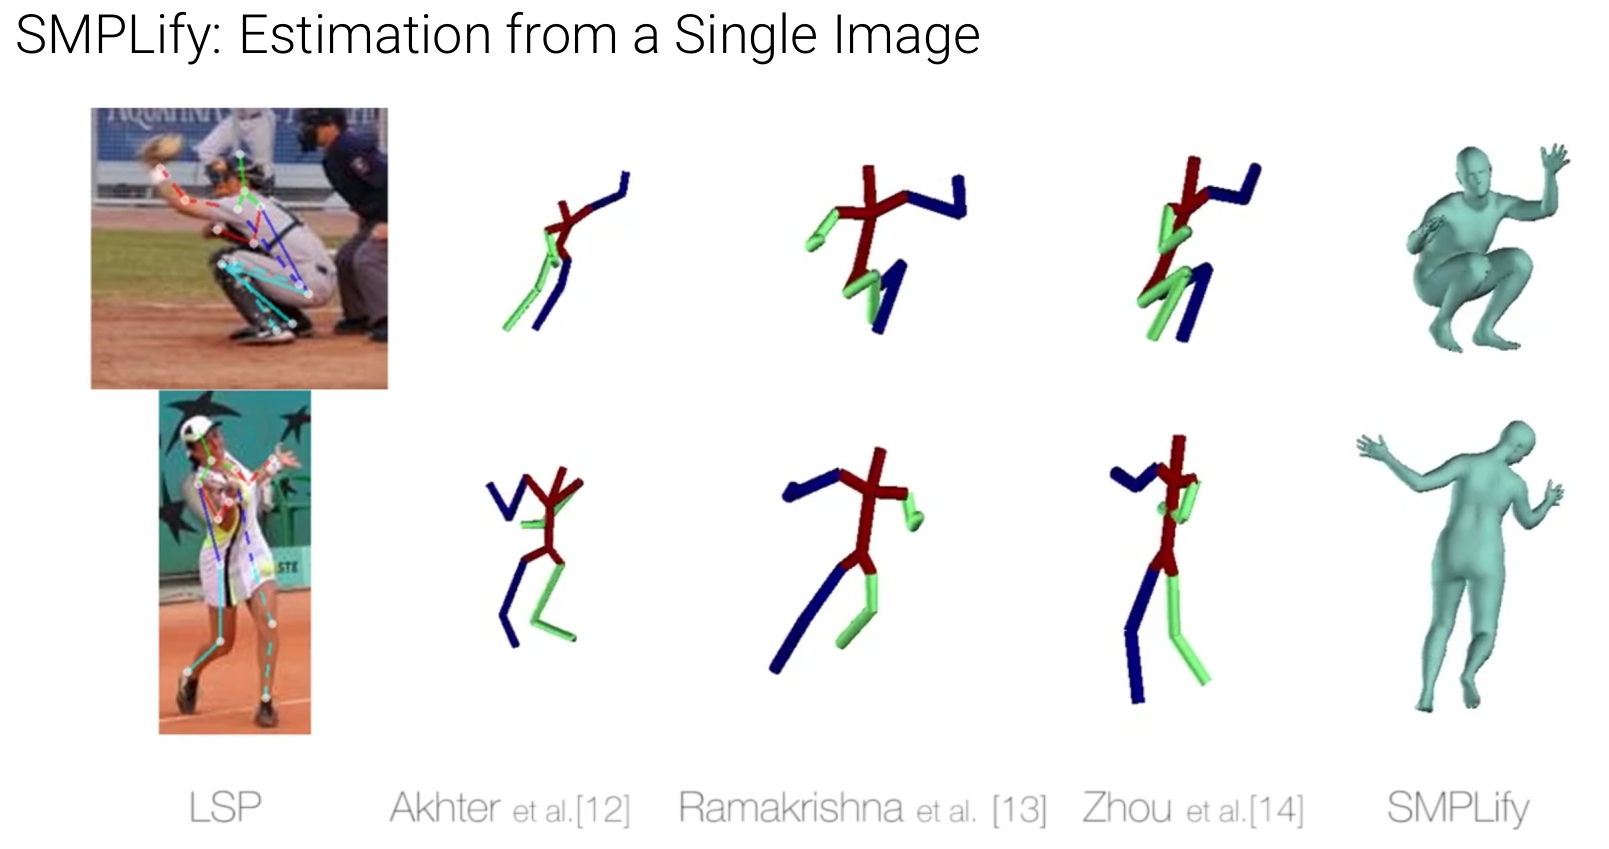 SMPLify: Estimation from a Single Image
STE
LSP
Akhter et al.[12]
Ramakrishna et al. [13]
Zhou et al.[14]
SMPLify